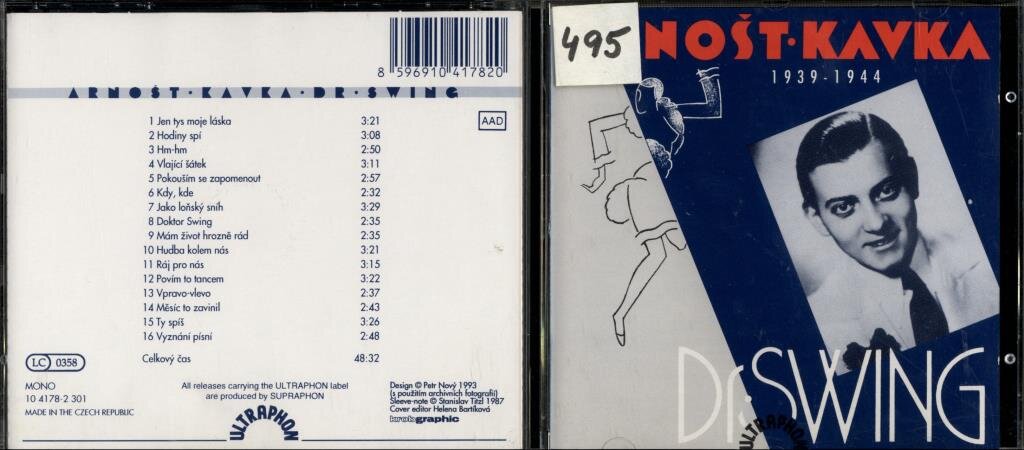 8 596910 417820
ARNOŠT · KAVKA · DR · SWING
AAD
1 Jen tys moje láska 3:21
2 Hodiny spí 3:08
3 Hm-hm 2:50
4 Vlající šátek 3:11
5 Pokouším se zapomenout 2:57
6 Kdy, kde 2:32
7 Jako loňský sníh 3:29
8 Doktor Swing 2:35
9 Mám život hrozně rád 2:35
10 Hudba kolem nás 3:21
11 Ráj pro nás 3:15
12 Povím to tancem 3:22
13 Vpravo-vlevo 2:37
14 Měsíc to zavinil 2:43
15 Ty spíš 3:26
16 Vyznání písní 2:48
Celkový čas 48:32
LC 0358
MONO
10 4178-2 301
MADE IN THE CZECH REPUBLIC
All releases carrying the ULTRAPHON label
are produced by SUPRAPHON
ULTRAPHON
Design © Petr Nový 1993
(s použitím archivních fotografií)
Sleeve-note © Stanislav Titzl 1987
Cover editor Helena Bartíková
krobgraphic
495
NOŠT·KAVKA
1939-1944
Dr. SWING
ULTRAPHON